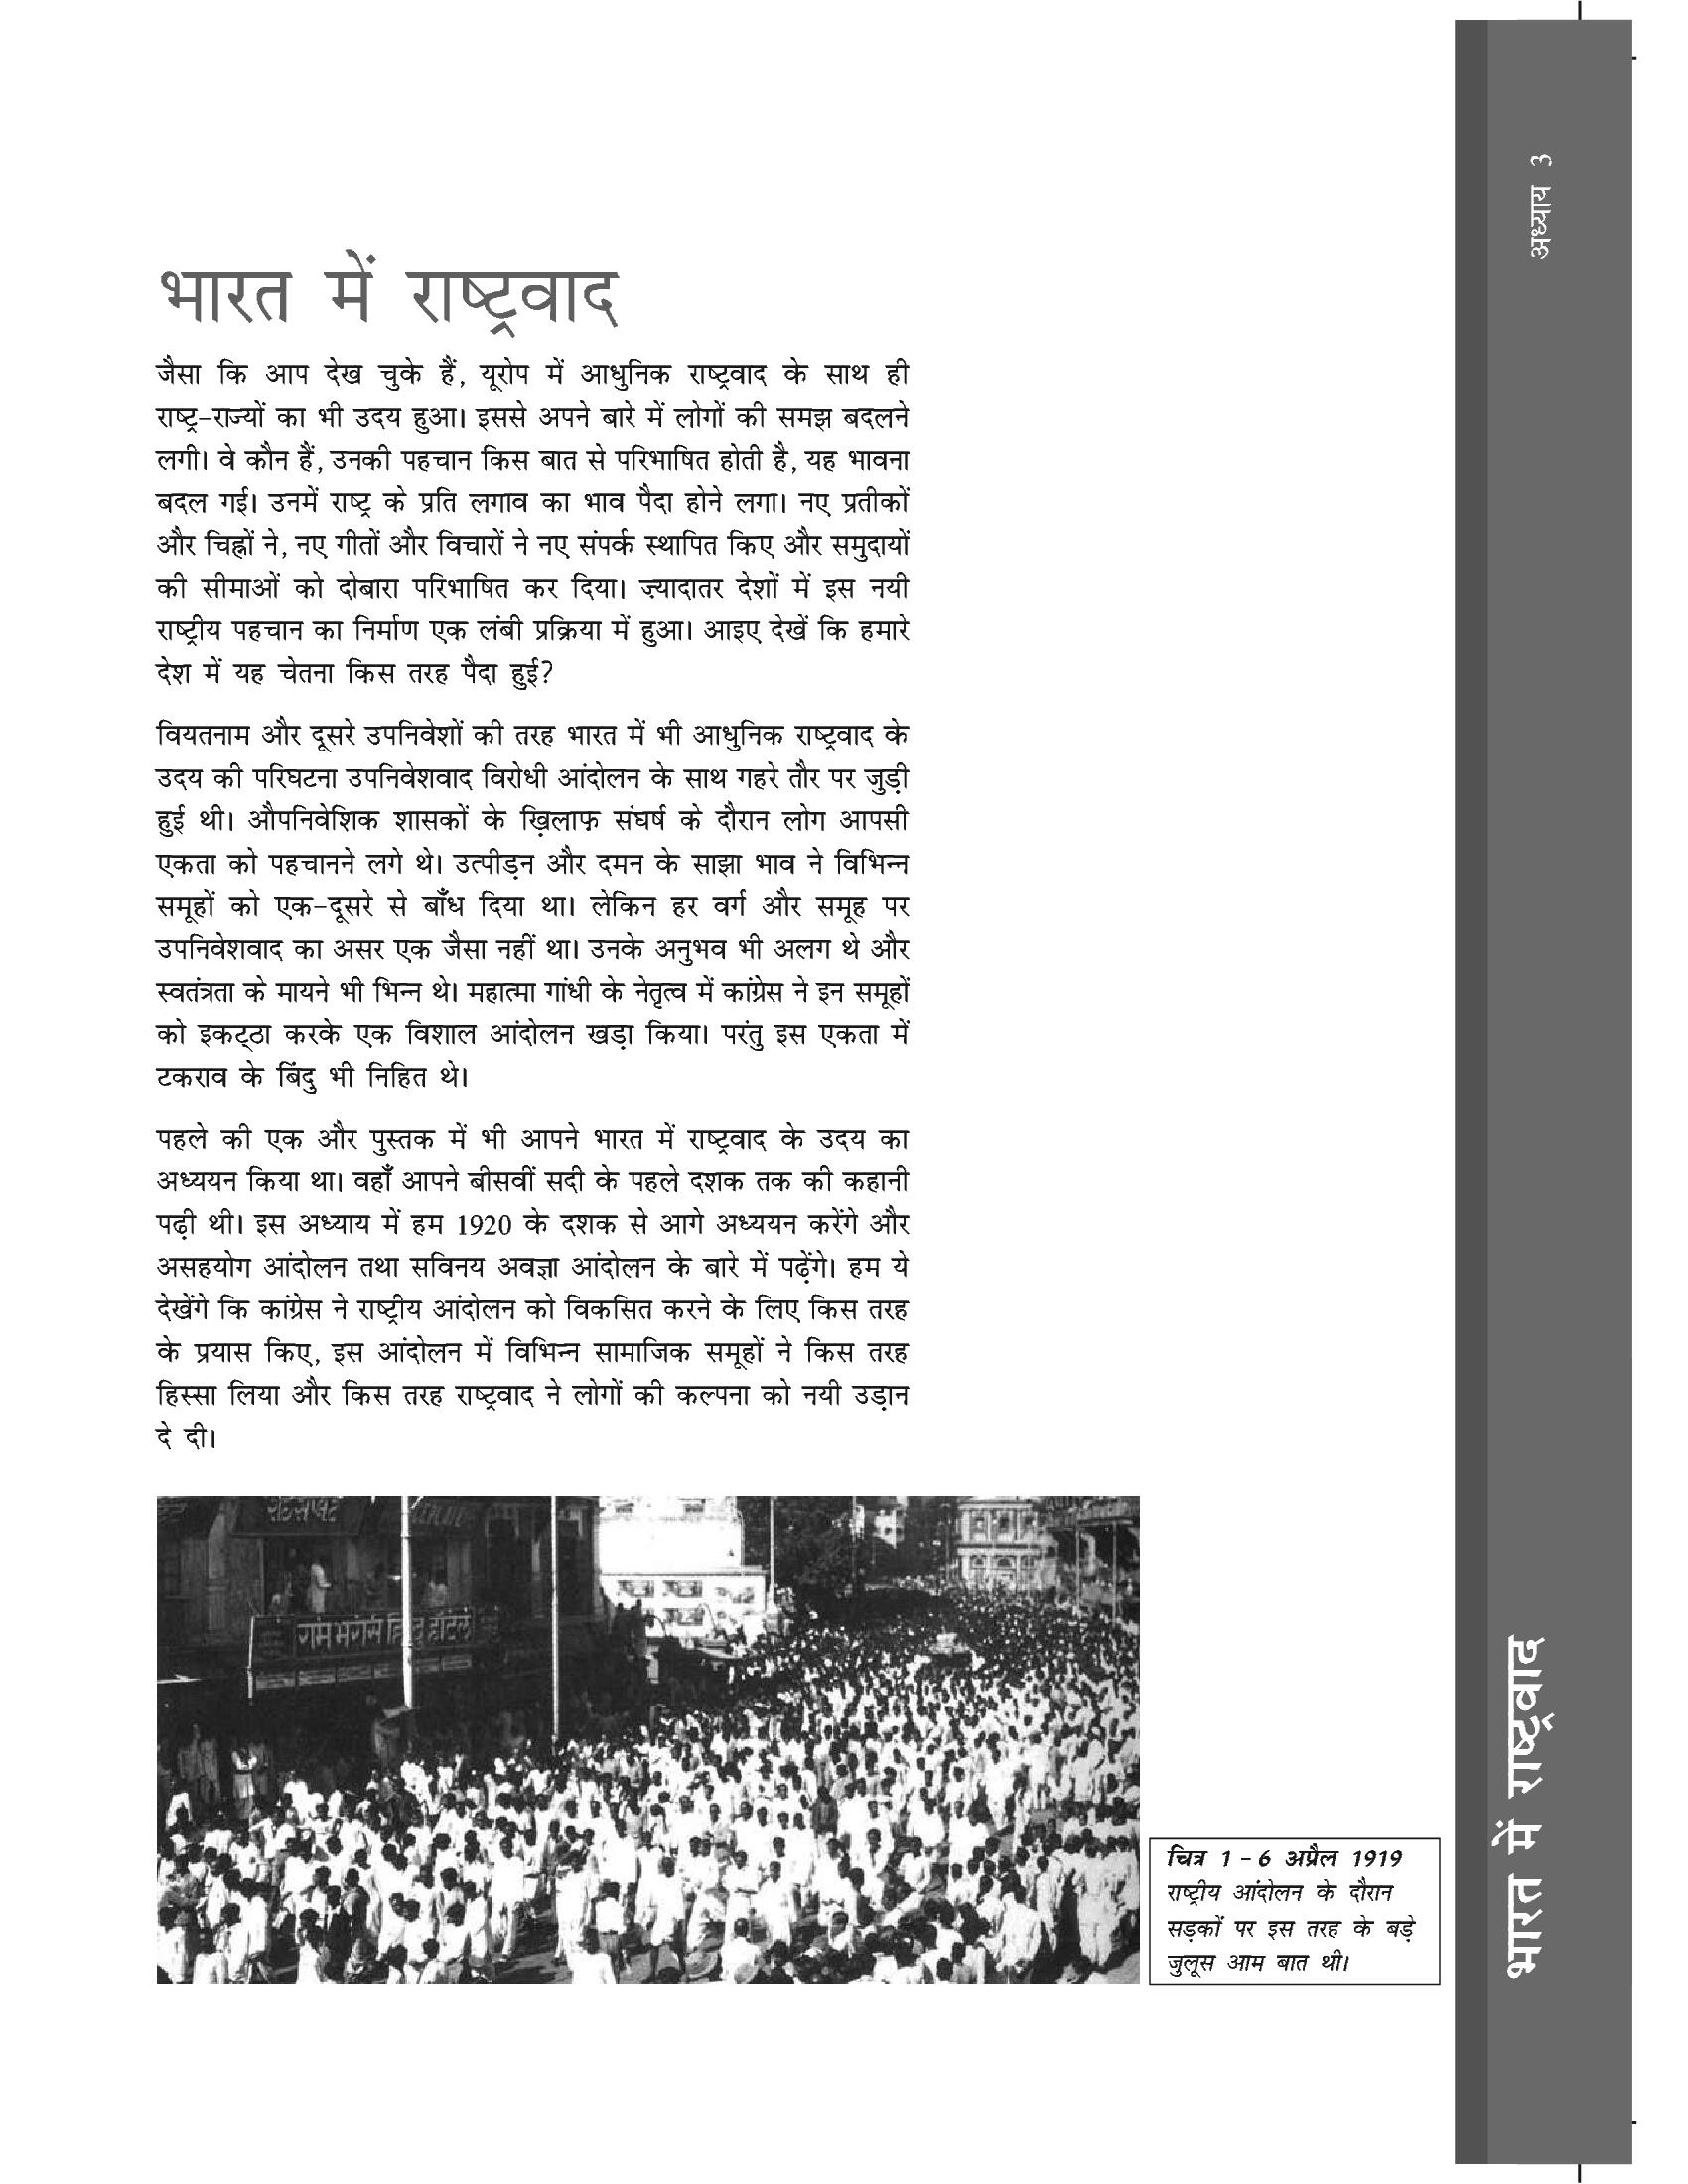 अध्याय 3
भारत में राष्ट्रवाद
जैसा कि आप देख चुके हैं, यूरोप में आधुनिक राष्ट्रवाद के साथ ही
राष्ट्र-राज्यों का भी उदय हुआ। इससे अपने बारे में लोगों की समझ बदलने
लगी। वे कौन हैं, उनकी पहचान किस बात से परिभाषित होती है, यह भावना
बदल गई। उनमें राष्ट्र के प्रति लगाव का भाव पैदा होने लगा। नए प्रतीकों
और चिह्नों ने, नए गीतों और विचारों ने नए संपर्क स्थापित किए और समुदायों
की सीमाओं को दोबारा परिभाषित कर दिया। ज़्यादातर देशों में इस नयी
राष्ट्रीय पहचान का निर्माण एक लंबी प्रक्रिया में हुआ। आइए देखें कि हमारे
देश में यह चेतना किस तरह पैदा हुई?
वियतनाम और दूसरे उपनिवेशों की तरह भारत में भी आधुनिक राष्ट्रवाद के
उदय की परिघटना उपनिवेशवाद विरोधी आंदोलन के साथ गहरे तौर पर जुड़ी
हुई थी। औपनिवेशिक शासकों के ख़िलाफ़ संघर्ष के दौरान लोग आपसी
एकता को पहचानने लगे थे। उत्पीड़न और दमन के साझा भाव ने विभिन्न
समूहों को एक-दूसरे से बाँध दिया था। लेकिन हर वर्ग और समूह पर
उपनिवेशवाद का असर एक जैसा नहीं था। उनके अनुभव भी अलग थे और
स्वतंत्रता के मायने भी भिन्न थे। महात्मा गांधी के नेतृत्व में कांग्रेस ने इन समूहों
को इकट्ठा करके एक विशाल आंदोलन खड़ा किया। परंतु इस एकता में
टकराव के बिंदु भी निहित थे।
पहले की एक और पुस्तक में भी आपने भारत में राष्ट्रवाद के उदय का
अध्ययन किया था। वहाँ आपने बीसवीं सदी के पहले दशक तक की कहानी
पढ़ी थी। इस अध्याय में हम 1920 के दशक से आगे अध्ययन करेंगे और
असहयोग आंदोलन तथा सविनय अवज्ञा आंदोलन के बारे में पढ़ेंगे। हम ये
देखेंगे कि कांग्रेस ने राष्ट्रीय आंदोलन को विकसित करने के लिए किस तरह
के प्रयास किए, इस आंदोलन में विभिन्न सामाजिक समूहों ने किस तरह
हिस्सा लिया और किस तरह राष्ट्रवाद ने लोगों की कल्पना को नयी उड़ान
दे दी।
चित्र 1 - 6 अप्रैल 1919
राष्ट्रीय आंदोलन के दौरान
सड़कों पर इस तरह के बड़े
जुलूस आम बात थी।
भारत में राष्ट्रवाद